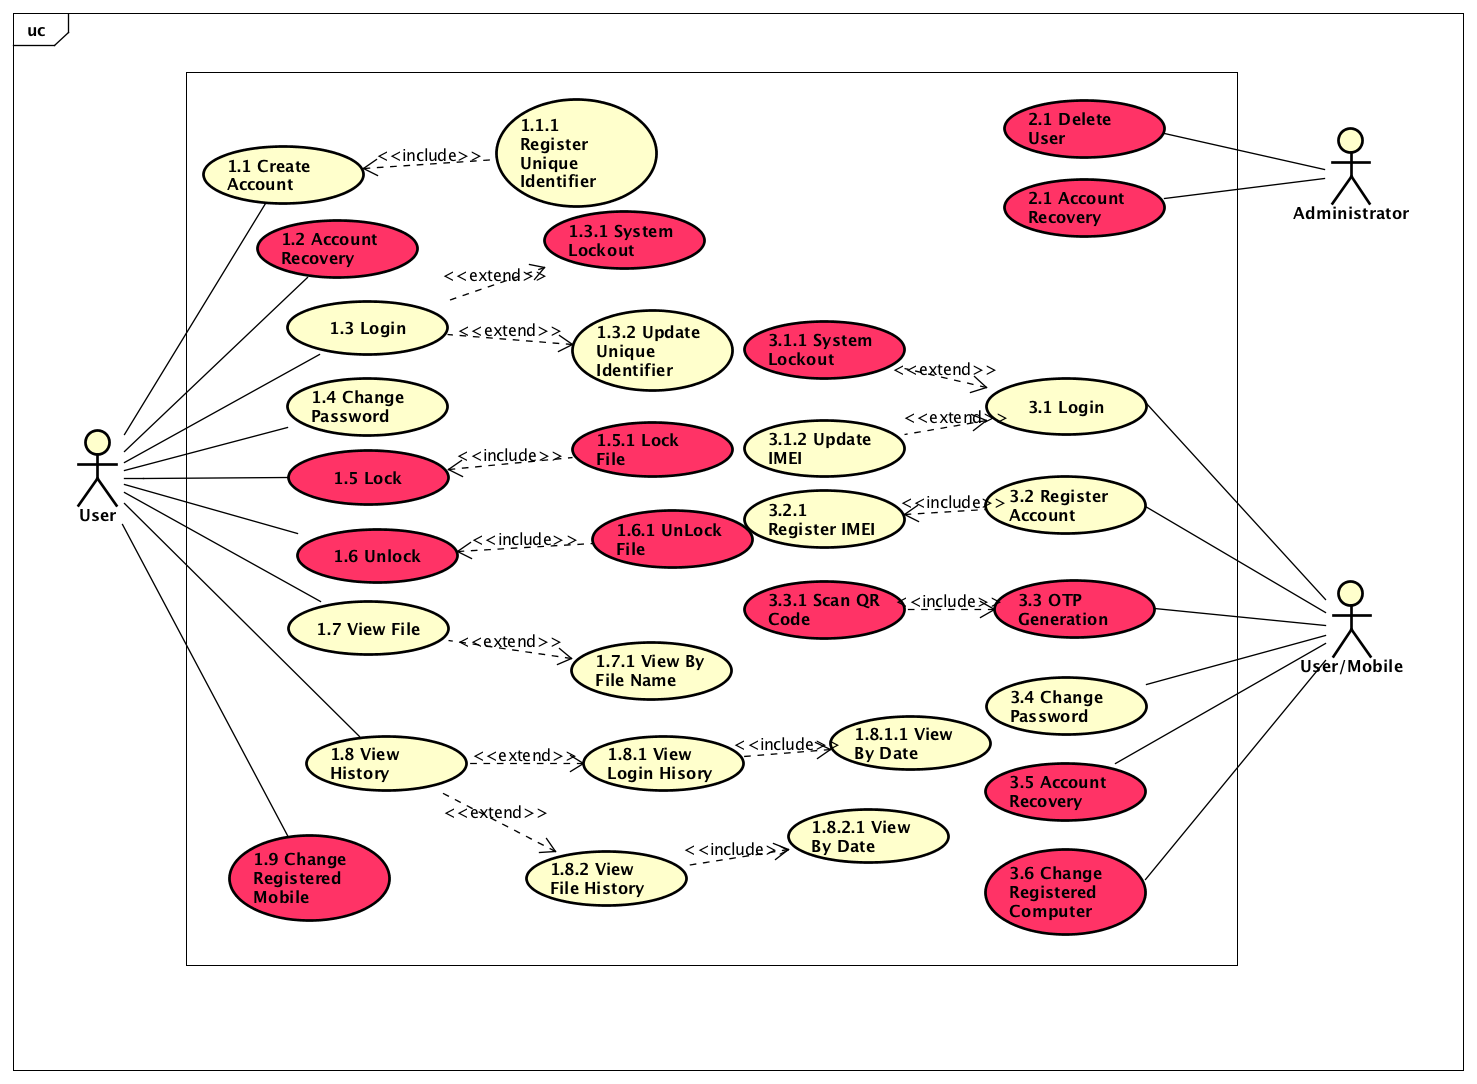 uc
1.1.1
Register
Unique
Identifier
2.1 Delete
User
<<include>>
1.1 Create
Account
2.1 Account
Recovery
Administrator
1.2 Account
Recovery
1.3.1 System
Lockout
<<extend>>
1.3 Login
<<extend>>
1.3.2 Update
Unique
Identifier
3.1.1 System
Lockout
<<extend>>
3.1 Login
1.4 Change
Password
<<extend>>
3.1.2 Update
IMEI
1.5.1 Lock
File
<<include>>
1.5 Lock
User
3.2.1
Register IMEI
<<include>>
3.2 Register
Account
1.6.1 UnLock
File
<<include>>
1.6 Unlock
3.3.1 Scan QR
Code
<<include>>
3.3 OTP
Generation
1.7 View File
<<extend>>
1.7.1 View By
File Name
User/Mobile
3.4 Change
Password
1.8 View
History
<<extend>>
1.8.1 View
Login Hisory
<<include>>
1.8.1.1 View
By Date
3.5 Account
Recovery
<<extend>>
1.8.2.1 View
By Date
<<include>>
1.8.2 View
File History
1.9 Change
Registered
Mobile
3.6 Change
Registered
Computer